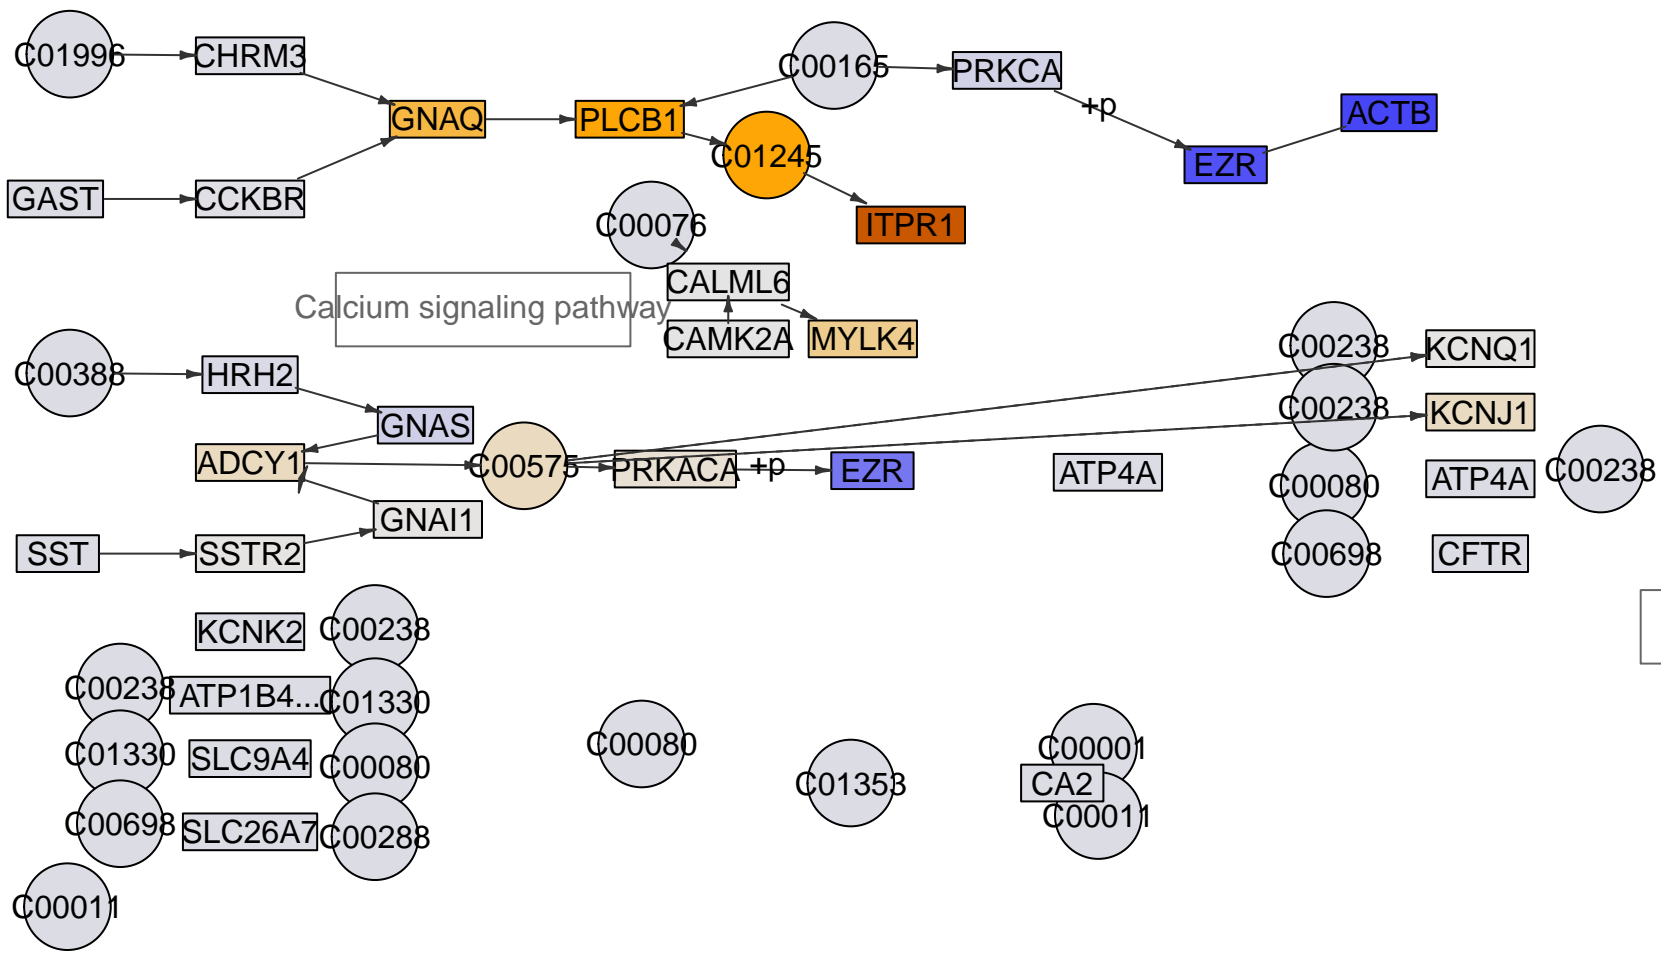 C01996
CHRM3
C00165
PRKCA
+p
ACTB
GNAQ
PLCB1
C01245
EZR
GAST
CCKBR
C00076
ITPR1
CALML6
Calcium signaling pathway
CAMK2A
MYLK4
C00238
KCNQ1
C00388
HRH2
C00238
KCNJ1
GNAS
ADCY1
C00575
PRKACA
+p
EZR
ATP4A
C00080
ATP4A
C00238
GNAI1
SST
SSTR2
C00698
CFTR
KCNK2
C00238
C00238
ATP1B4...
C01330
C01330
SLC9A4
C00080
C00080
C01353
C00001
CA2
C00011
C00698
SLC26A7
C00288
C00011